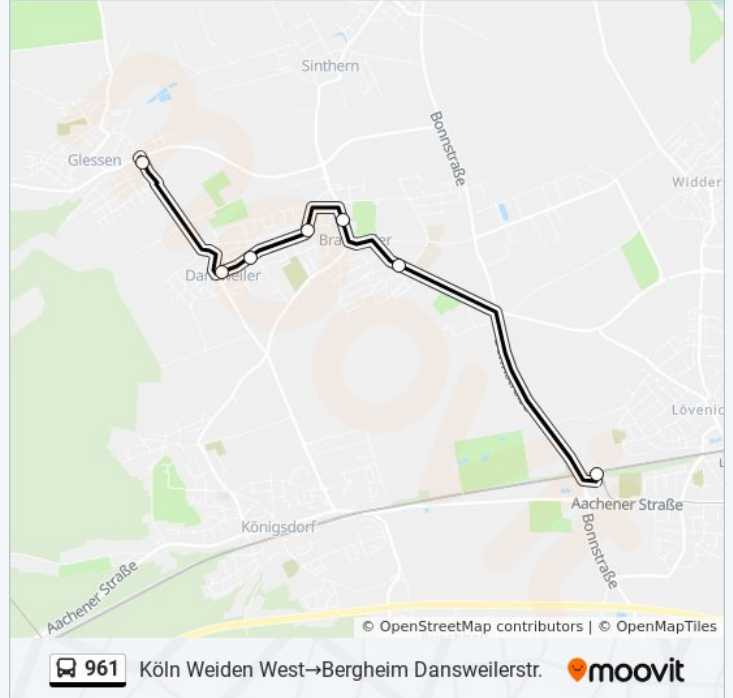 Sinthern
Bonnstraße
Glessen
Widder
Dansweiler
Königsdorf
Lövenic
L
Aachener Straße
Bonnstraße
Aachener Straße
© OpenStreetMap contributors | © OpenMapTiles
961 Köln Weiden West→Bergheim Dansweilerstr. moovit